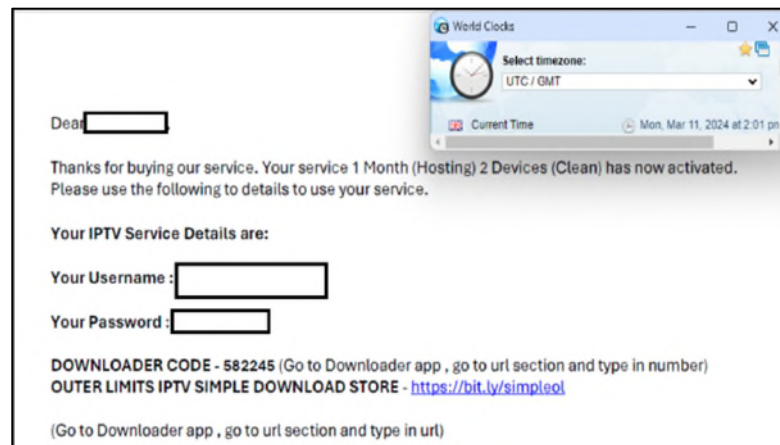 World Clocks
Select timezone:
UTC / GMT
Current Time
Mon, Mar 11, 2024 at 2:01 pm
Dear ,
Thanks for buying our service. Your service 1 Month (Hosting) 2 Devices (Clean) has now activated.
Please use the following to details to use your service.
Your IPTV Service Details are:
Your Username :
Your Password :
DOWNLOADER CODE - 582245 (Go to Downloader app , go to url section and type in number)
OUTER LIMITS IPTV SIMPLE DOWNLOAD STORE - https://bit.ly/simpleol
(Go to Downloader app , go to url section and type in url)